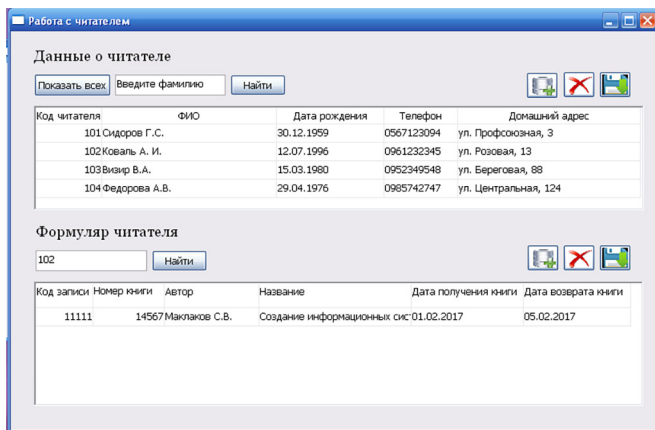 Работа с читателем
Данные о читателе
Показать всех Введите фамилию Найти
Код читателя ФИО Дата рождения Телефон Домашний адрес
101 Сидоров Г.С. 30.12.1959 0567123094 ул. Профсоюзная, 3
102 Коваль А. И. 12.07.1996 0961232345 ул. Розовая, 13
103 Визир В.А. 15.03.1980 0952349548 ул. Береговая, 88
104 Федорова А.В. 29.04.1976 0985742747 ул. Центральная, 124
Формуляр читателя
102 Найти
Код записи Номер книги Автор Название Дата получения книги Дата возврата книги
11111 14567 Маклаков С.В. Создание информационных сис 01.02.2017 05.02.2017